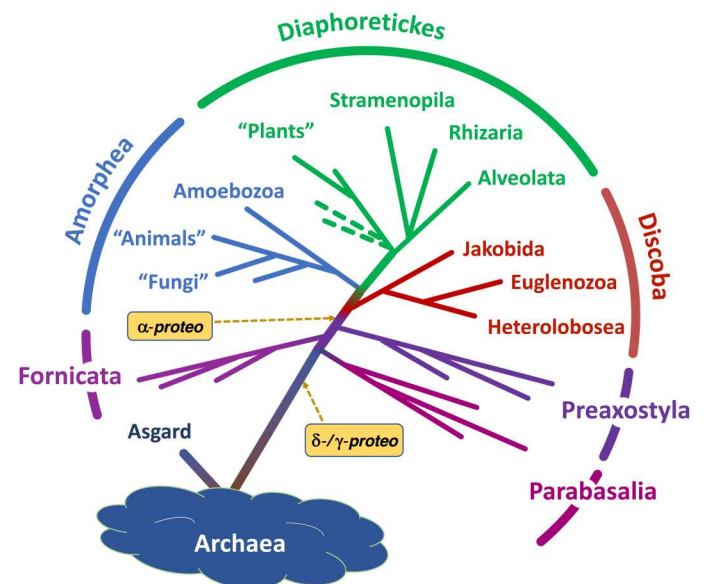 Diaphoretickes
Stramenopila
“Plants”
Rhizaria
Amorphea
Amoebozoa
Alveolata
“Animals”
Jakobida
Discoba
“Fungi”
Euglenozoa
α-proteo
Heterolobosea
Fornicata
Preaxostyla
Asgard
δ-/γ-proteo
Parabasalia
Archaea